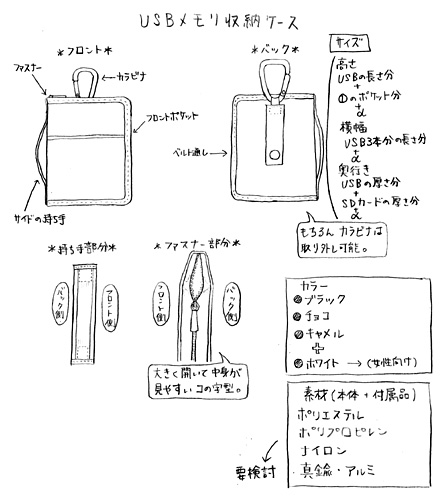 USBメモリ収納ケース
*フロント*
ファスナー
カラビナ
フロントポケット
サイドの持ち手
*バック*
ベルト通し
サイズ
高さ
USBの長さ分
+
①のポケット分
+
α
横幅
USB3本分の長さ分
+
α
奥行き
USBの厚さ分
+
SDカードの厚さ分
+
α
もちろん カラビナは
取り外し可能。
*持ち手部分*
バック側
フロント側
*ファスナー部分*
フロント側
バック側
大きく開いて中身が
見やすいコの字型。
カラー
ブラック
チョコ
キャメル
+
ホワイト → (女性向け)
素材(本体+付属品)
ポリエステル
ポリプロピレン
ナイロン
真鍮・アルミ
要検討